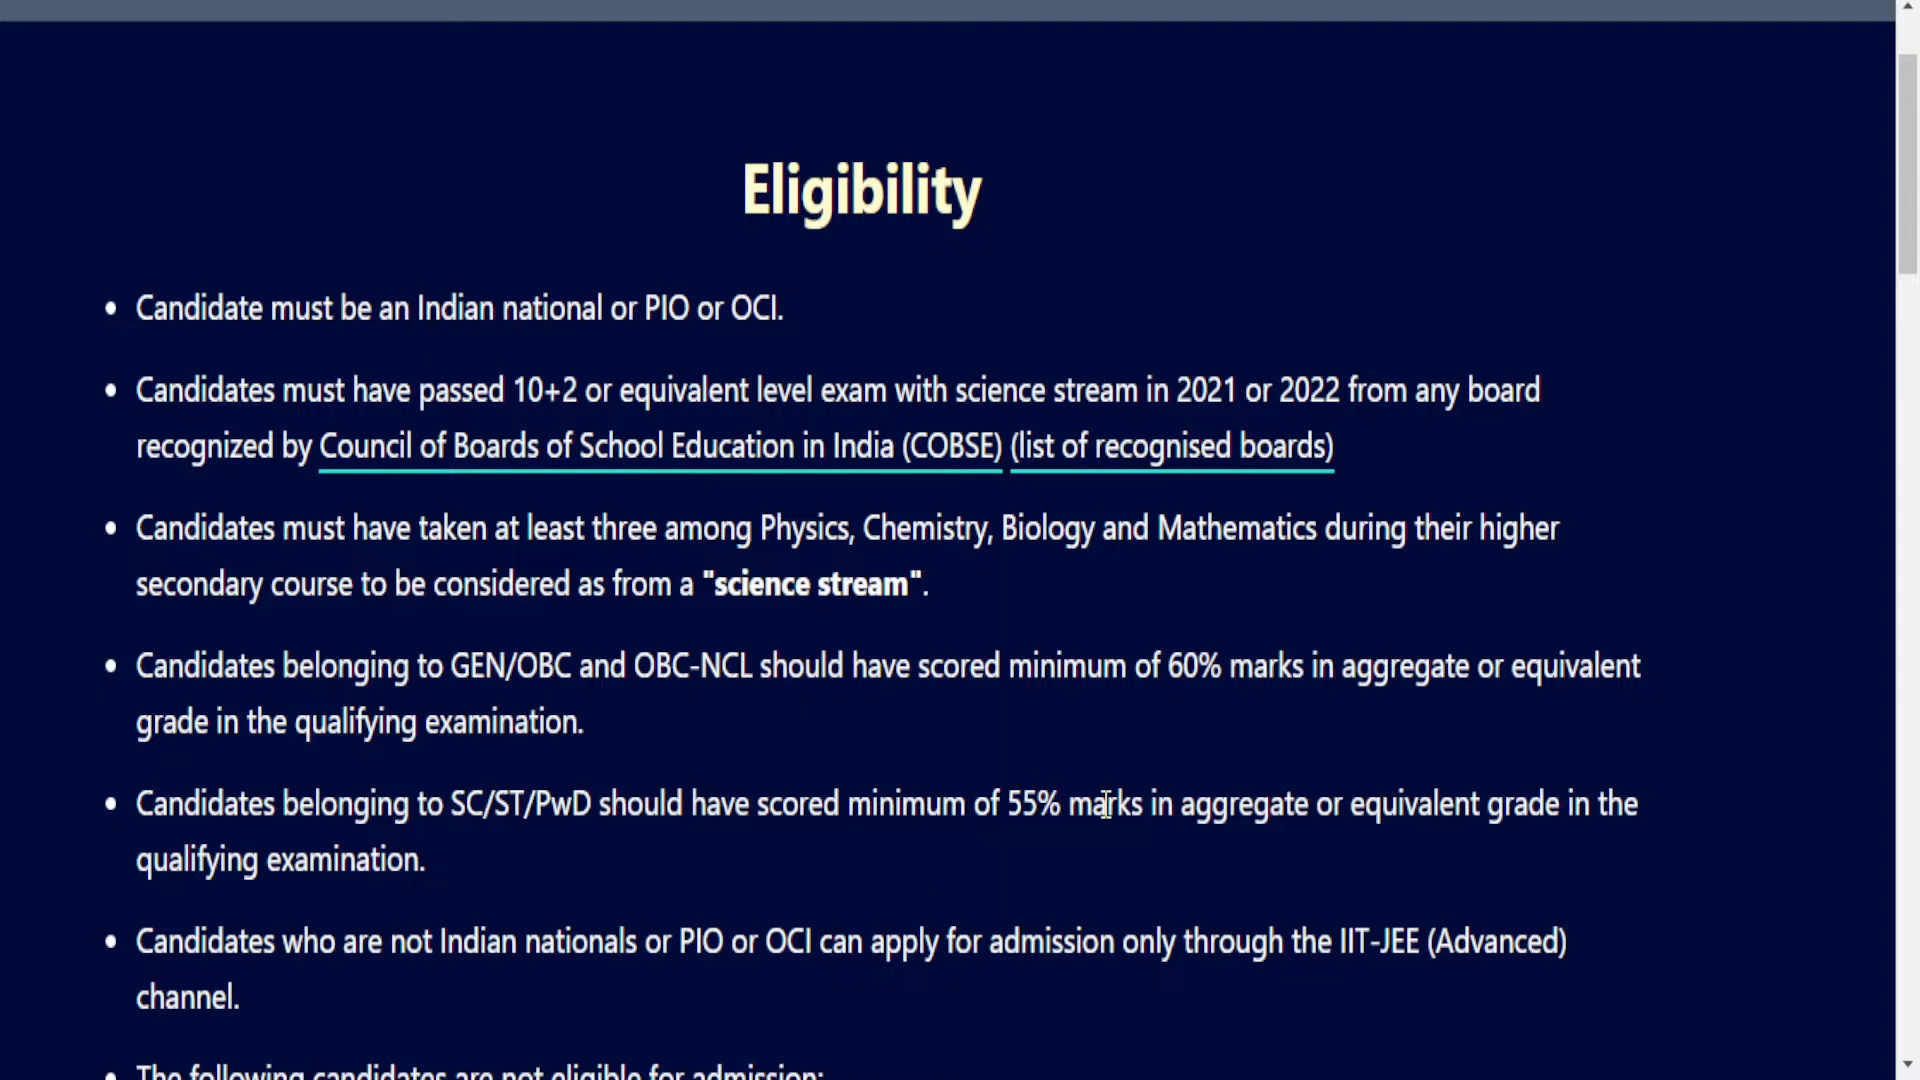 Eligibility
• Candidate must be an Indian national or PIO or OCI.
• Candidates must have passed 10+2 or equivalent level exam with science stream in 2021 or 2022 from any board
recognized by Council of Boards of School Education in India (COBSE) (list of recognised boards)
• Candidates must have taken at least three among Physics, Chemistry, Biology and Mathematics during their higher
secondary course to be considered as from a "science stream".
• Candidates belonging to GEN/OBC and OBC-NCL should have scored minimum of 60% marks in aggregate or equivalent
grade in the qualifying examination.
• Candidates belonging to SC/ST/PwD should have scored minimum of 55% marks in aggregate or equivalent grade in the
qualifying examination.
• Candidates who are not Indian nationals or PIO or OCI can apply for admission only through the IIT-JEE (Advanced)
channel.
• The following candidates are not eligible for admission: